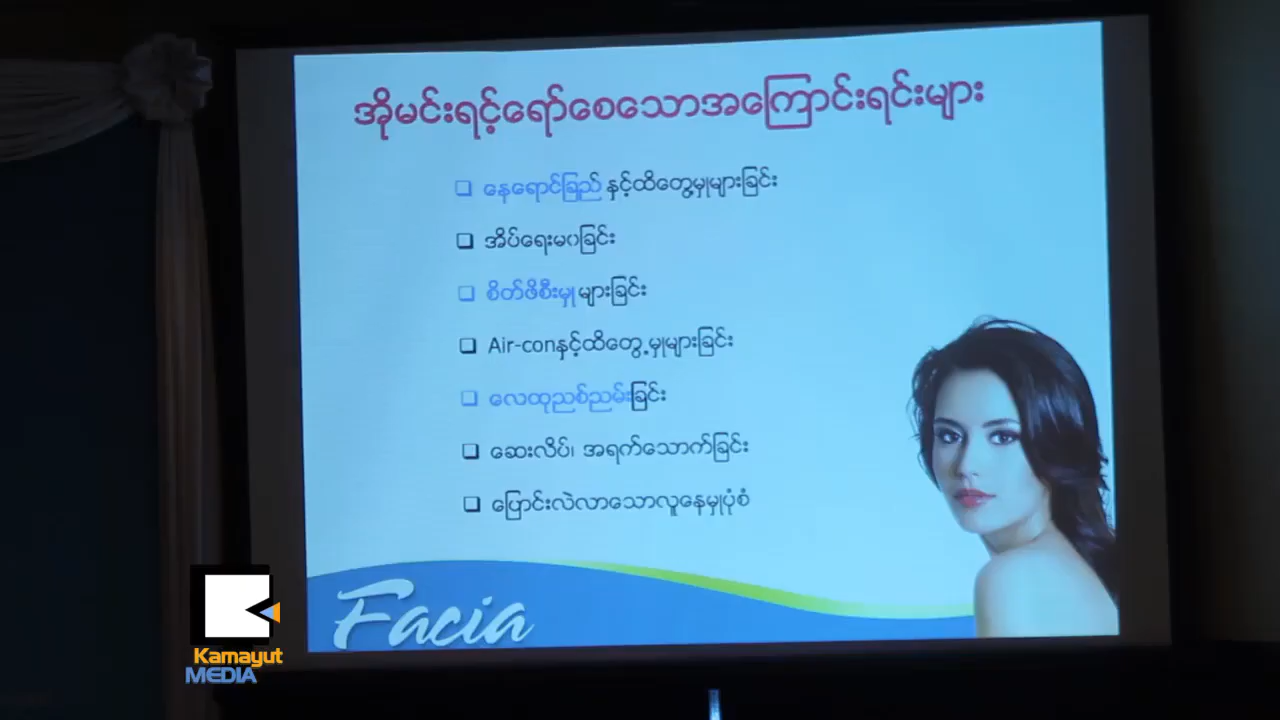 အိုမင်းရင့်ရော်စေသောအကြောင်းရင်းများ
❑ နေရောင်ခြည် နှင့်ထိတွေ့မှုများခြင်း
❑ အိပ်ရေးမဝခြင်း
❑ စိတ်ဖိစီးမှု များခြင်း
❑ Air-conနှင့်ထိတွေ့မှုများခြင်း
❑ လေထုညစ်ညမ်းခြင်း
❑ ဆေးလိပ်၊ အရက်သောက်ခြင်း
❑ ပြောင်းလဲလာသောလူနေမှုပုံစံ
Facia
Kamayut
MEDIA